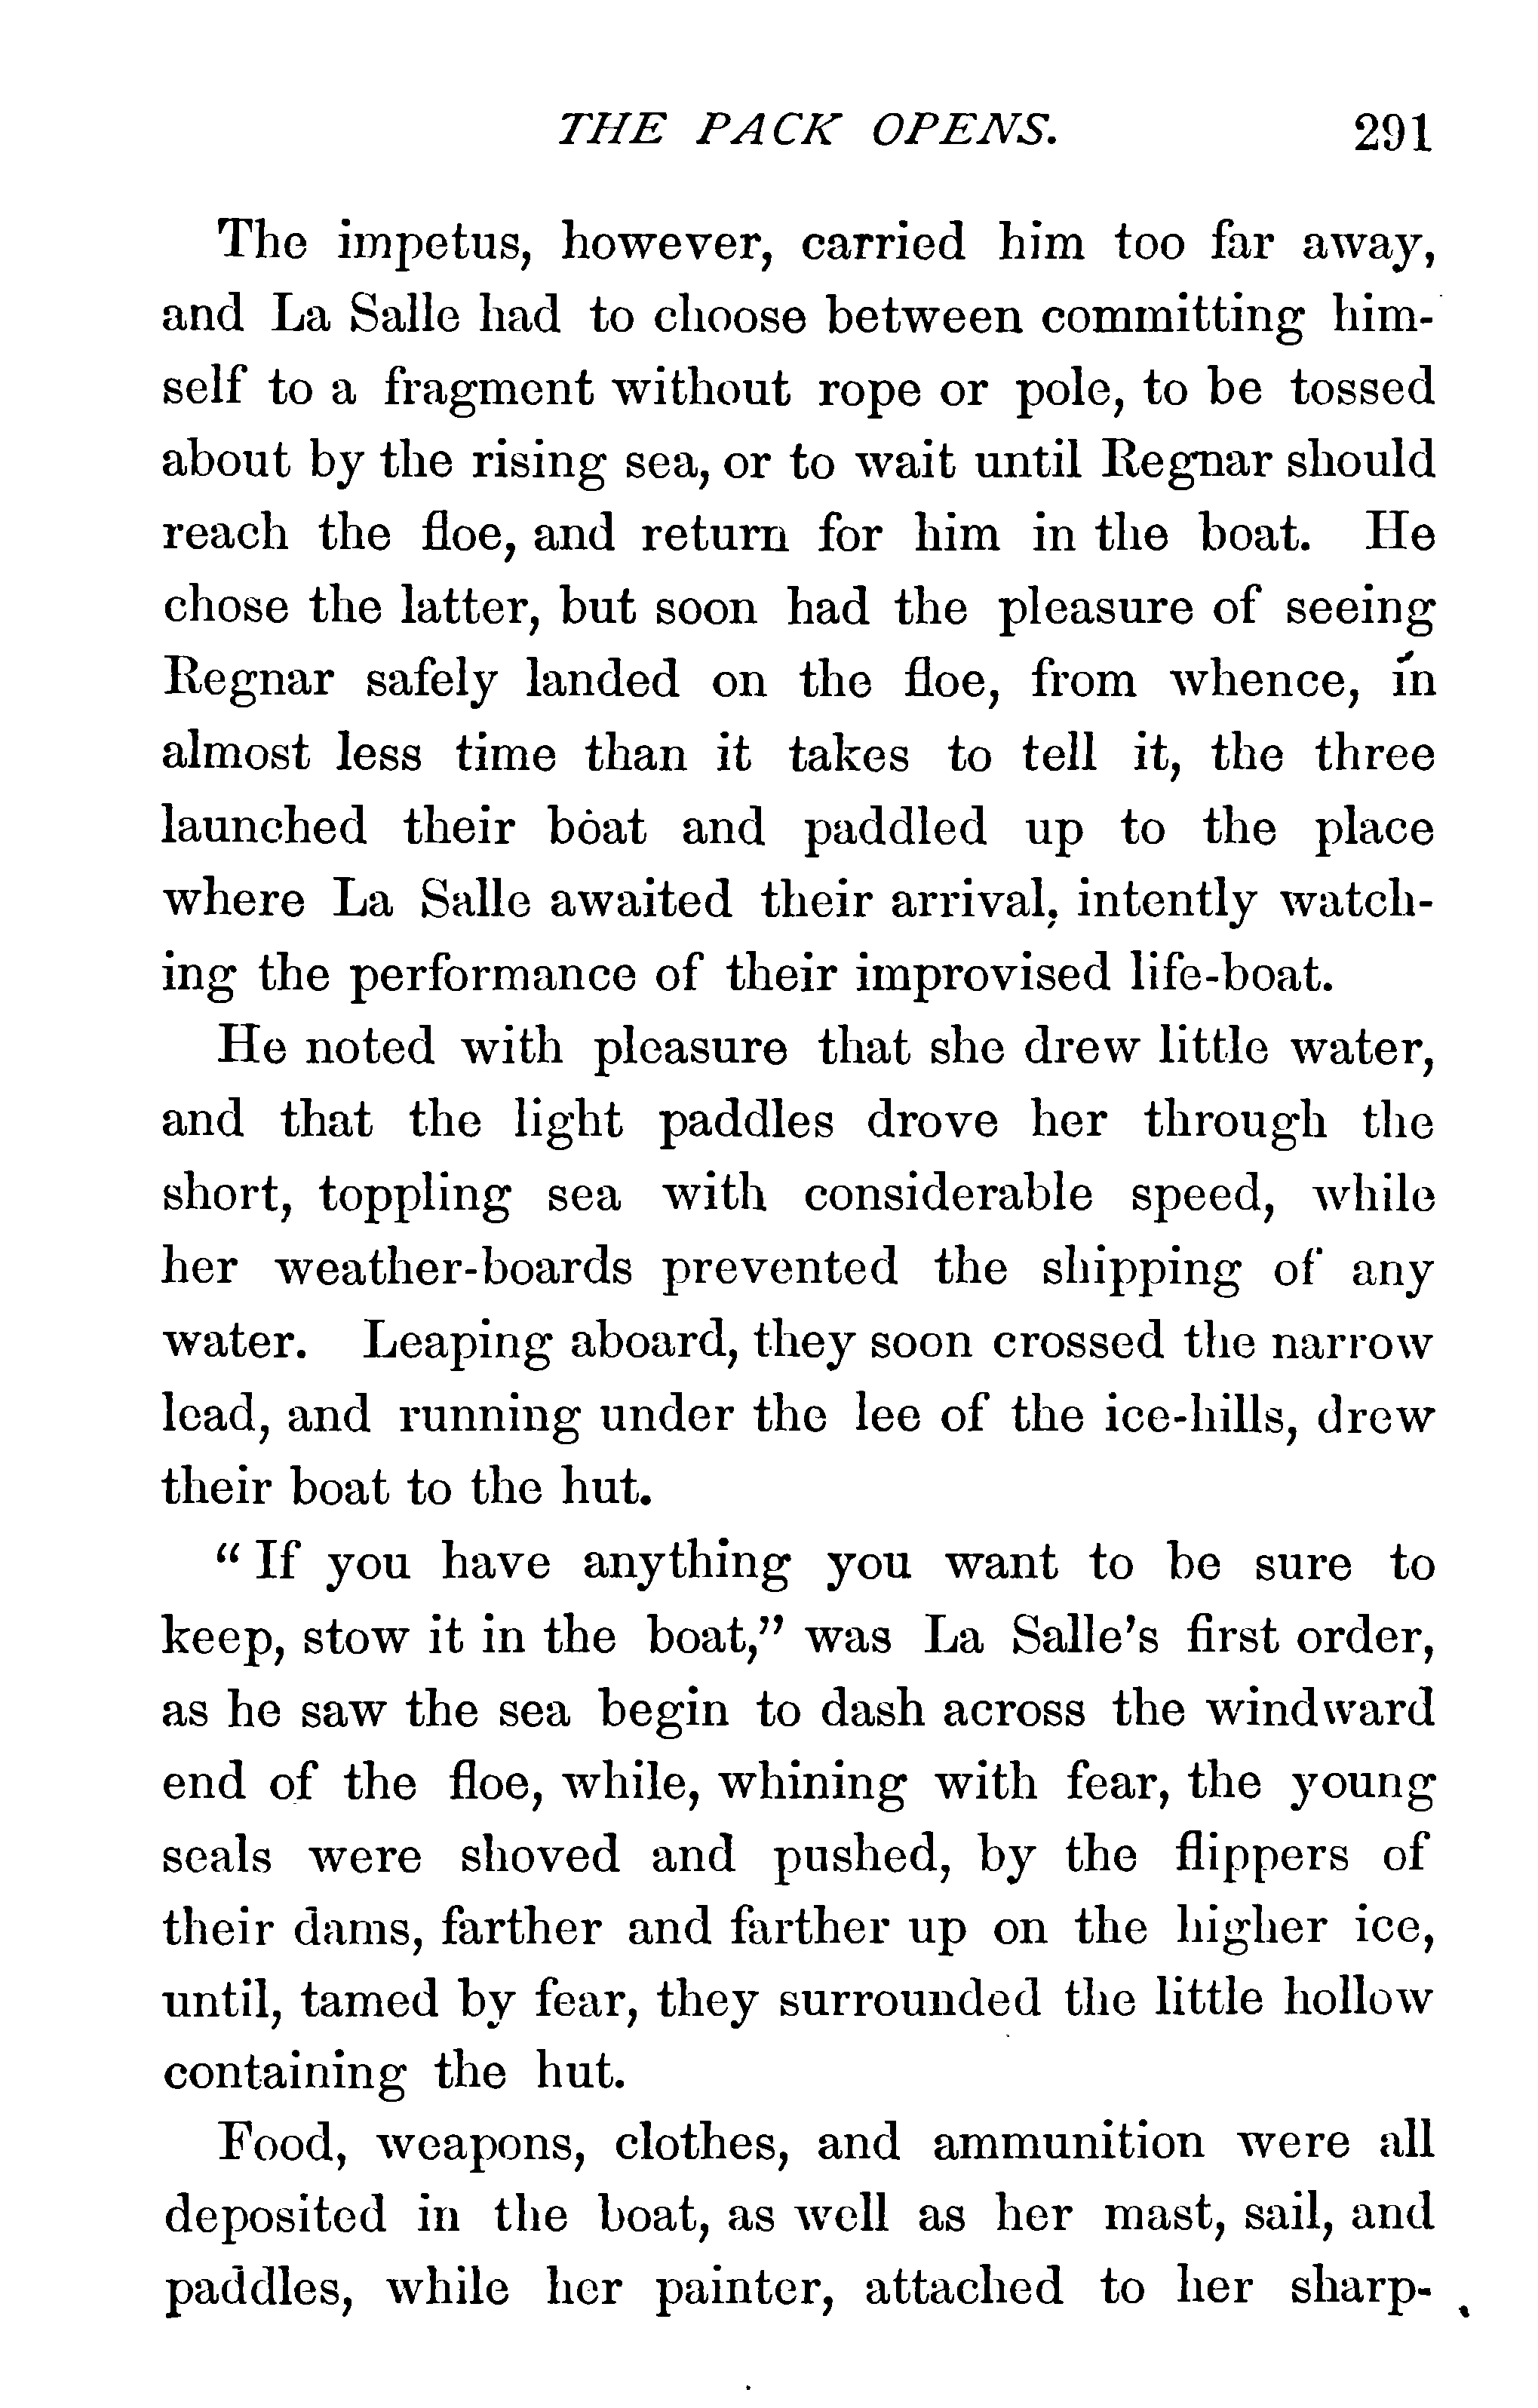 THE PACK OPENS. 291
The impetus, however, carried him too far away,
and La Salle had to choose between committing him-
self to a fragment without rope or pole, to be tossed
about by the rising sea, or to wait until Regnar should
reach the floe, and return for him in the boat. He
chose the latter, but soon had the pleasure of seeing
Regnar safely landed on the floe, from whence, in
almost less time than it takes to tell it, the three
launched their boat and paddled up to the place
where La Salle awaited their arrival, intently watch-
ing the performance of their improvised life-boat.
He noted with pleasure that she drew little water,
and that the light paddles drove her through the
short, toppling sea with considerable speed, while
her weather-boards prevented the shipping of any
water. Leaping aboard, they soon crossed the narrow
lead, and running under the lee of the ice-hills, drew
their boat to the hut.
“If you have anything you want to be sure to
keep, stow it in the boat,” was La Salle’s first order,
as he saw the sea begin to dash across the windward
end of the floe, while, whining with fear, the young
seals were shoved and pushed, by the flippers of
their dams, farther and farther up on the higher ice,
until, tamed by fear, they surrounded the little hollow
containing the hut.
Food, weapons, clothes, and ammunition were all
deposited in the boat, as well as her mast, sail, and
paddles, while her painter, attached to her sharp-